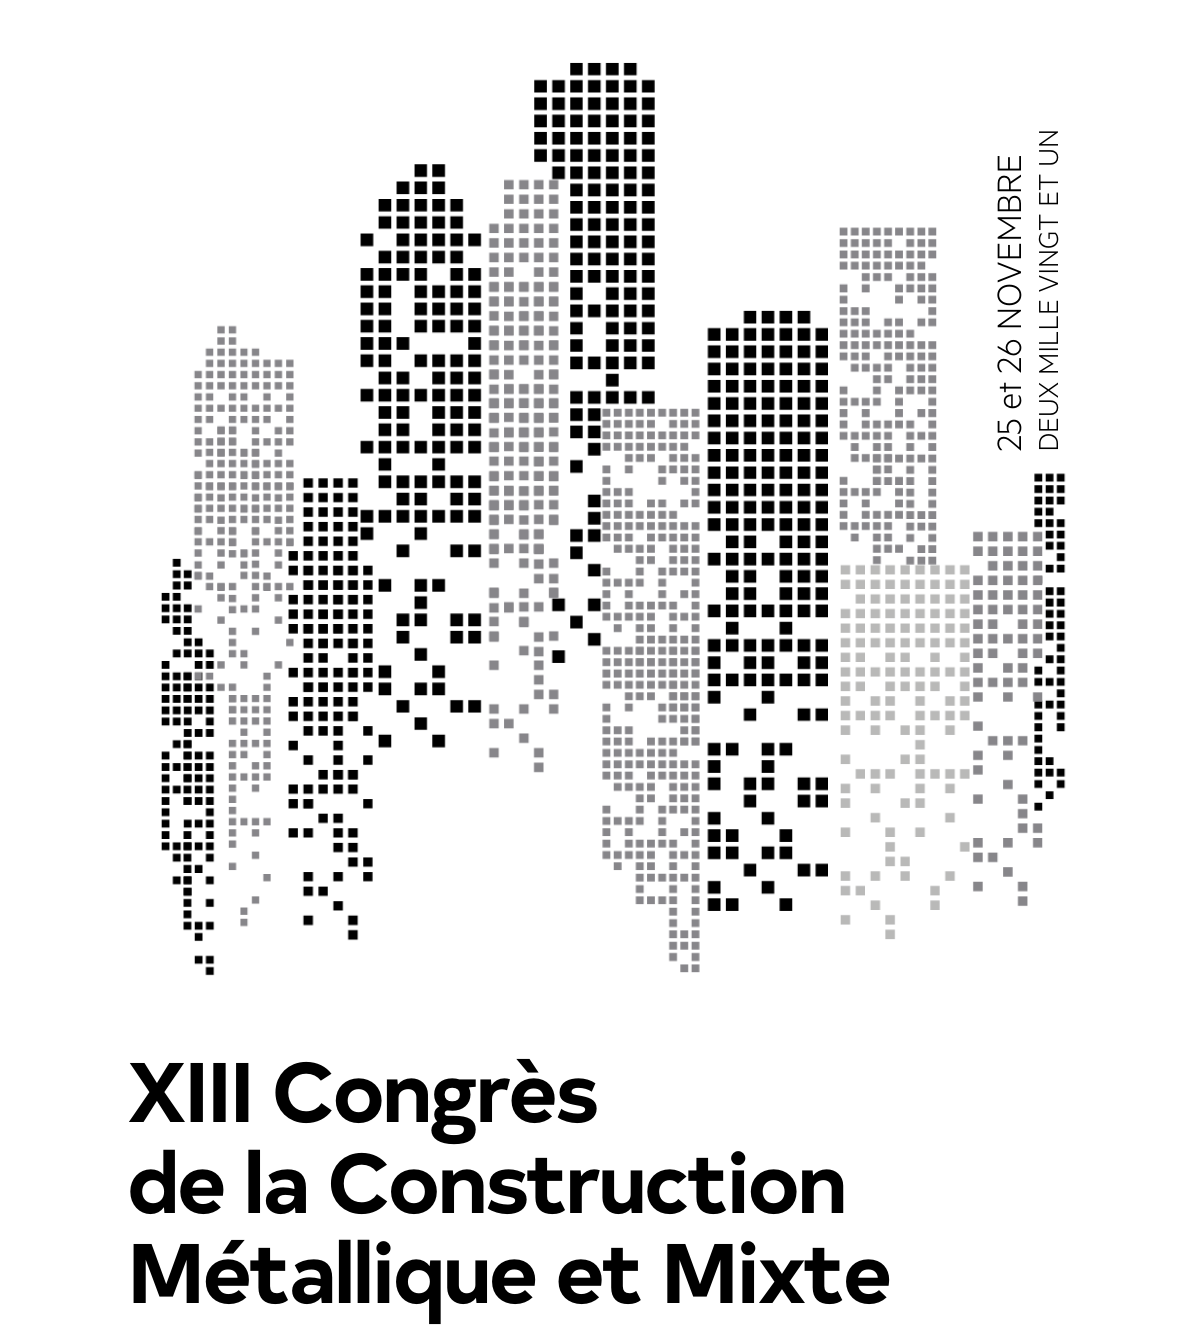 25 et 26 NOVEMBRE
DEUX MILLE VINGT ET UN
XIII Congrès
de la Construction
Métallique et Mixte